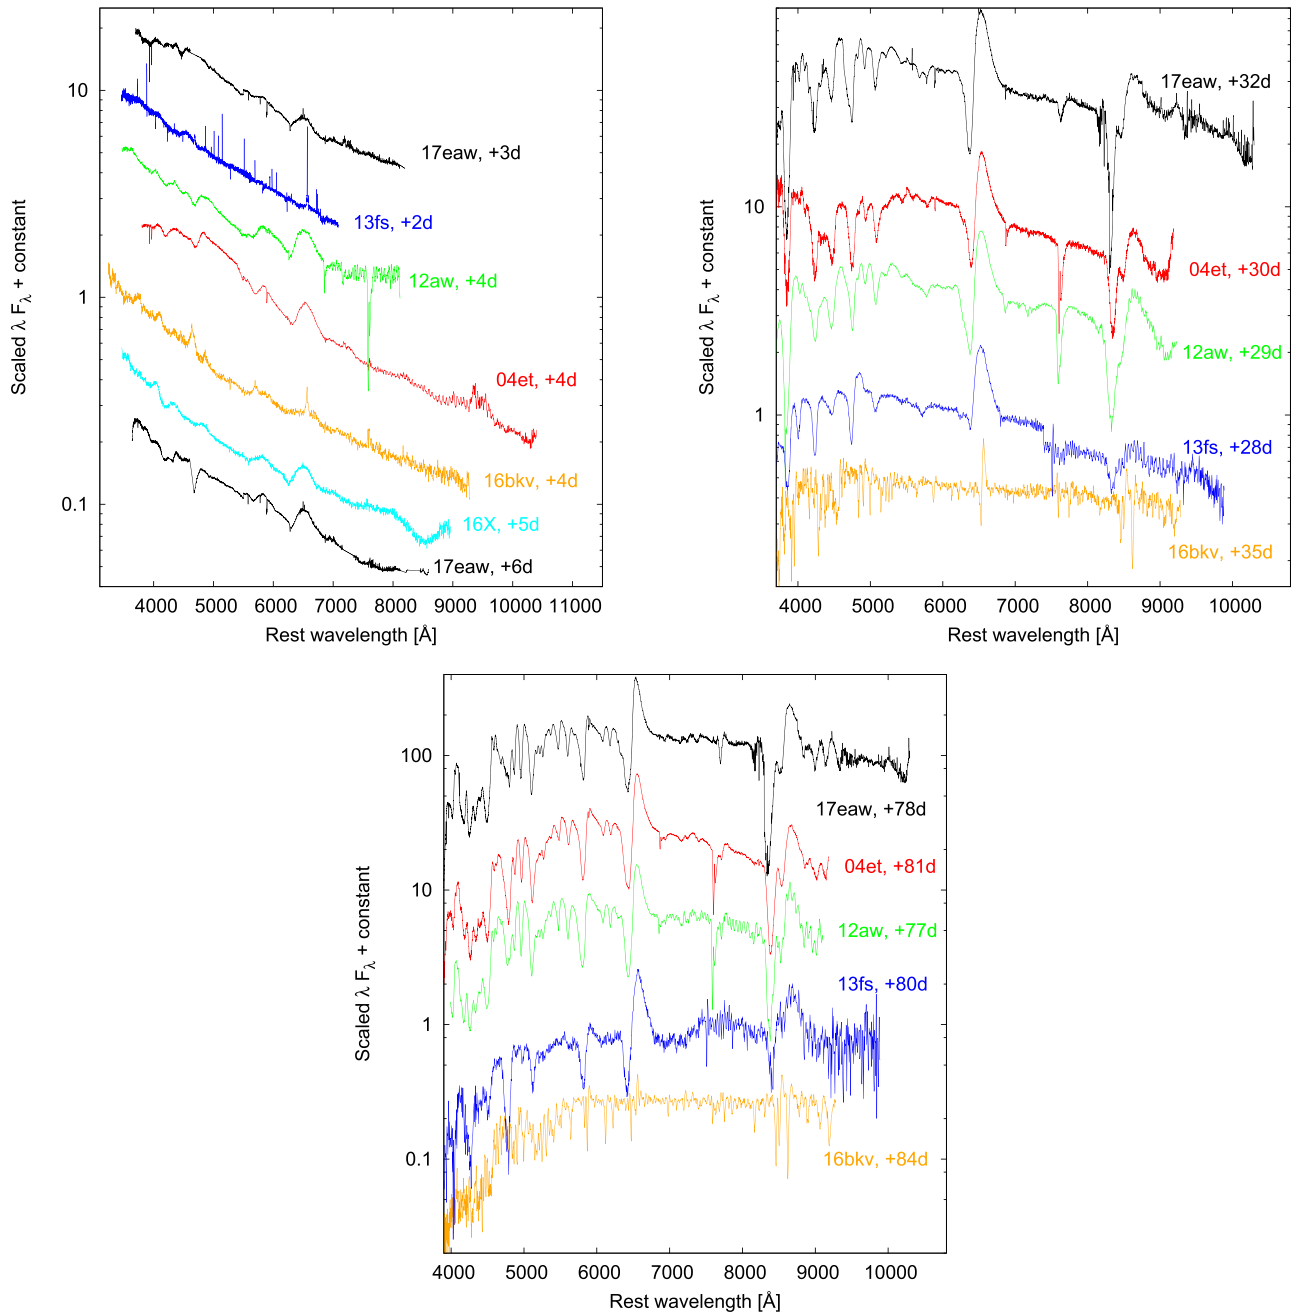 10
1
0.1
Scaled λ Fλ + constant
17eaw, +3d
13fs, +2d
12aw, +4d
04et, +4d
16bkv, +4d
16X, +5d
17eaw, +6d
4000 5000 6000 7000 8000 9000 10000 11000
Rest wavelength [Å]
10
1
Scaled λ Fλ + constant
17eaw, +32d
04et, +30d
12aw, +29d
13fs, +28d
16bkv, +35d
4000 5000 6000 7000 8000 9000 10000
Rest wavelength [Å]
100
10
1
0.1
Scaled λ Fλ + constant
17eaw, +78d
04et, +81d
12aw, +77d
13fs, +80d
16bkv, +84d
4000 5000 6000 7000 8000 9000 10000
Rest wavelength [Å]